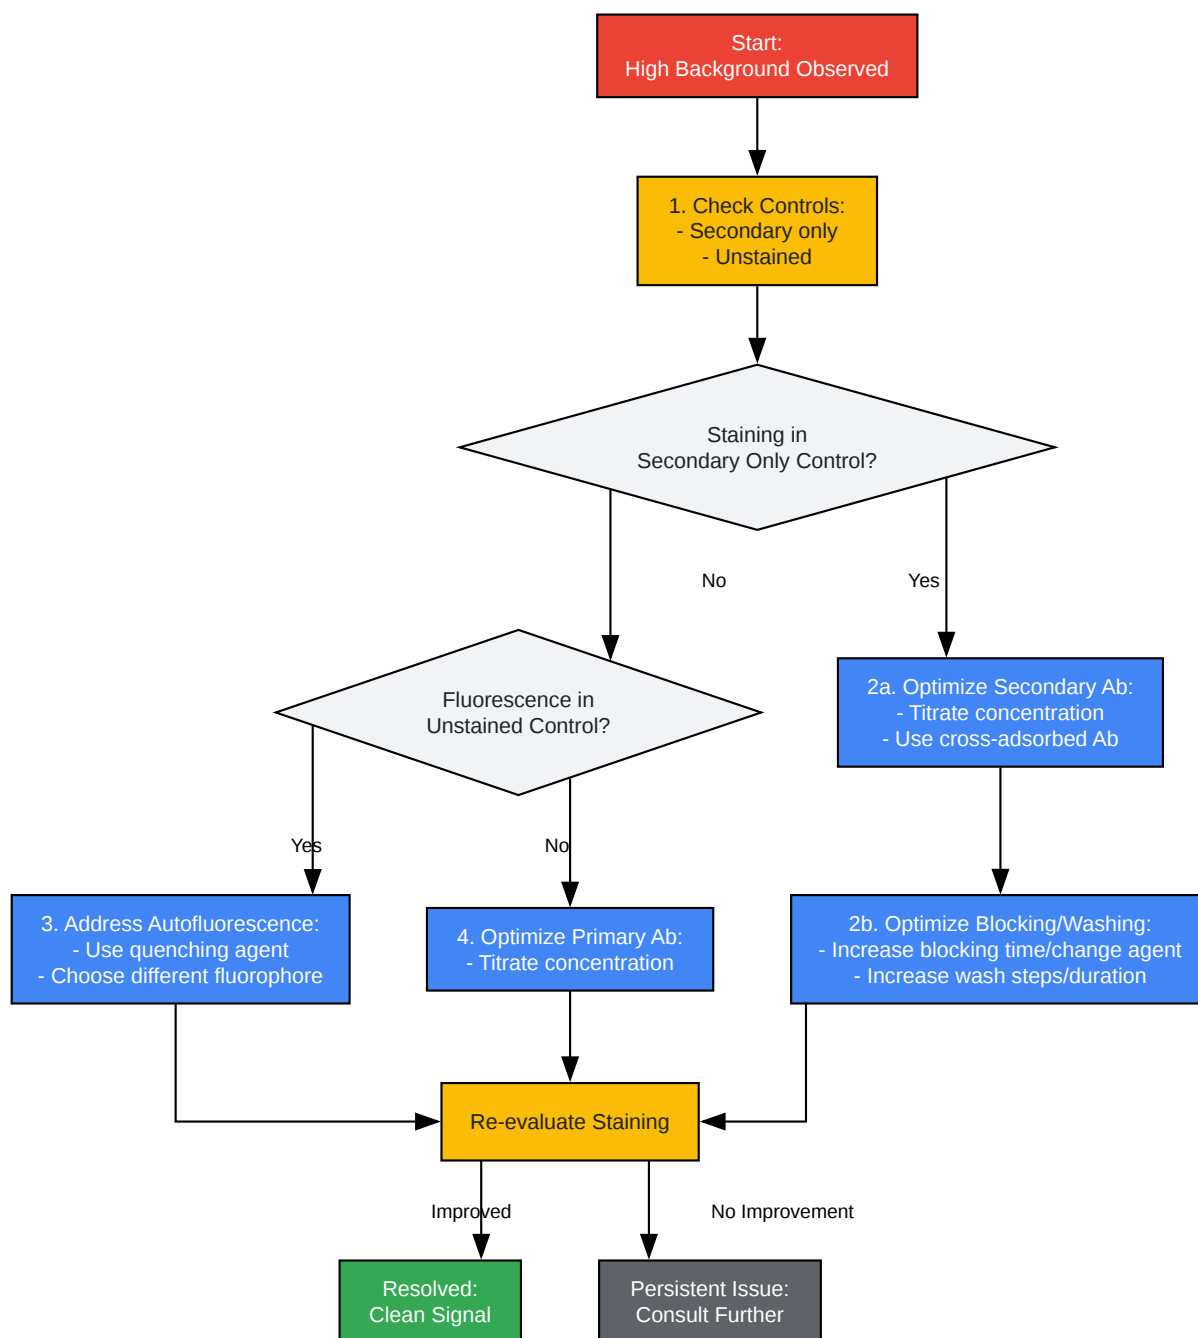 Start:
High Background Observed
1. Check Controls:
- Secondary only
- Unstained
Staining in
Secondary Only Control?
No
Yes
Fluorescence in
Unstained Control?
2a. Optimize Secondary Ab:
- Titrate concentration
- Use cross-adsorbed Ab
Yes
No
3. Address Autofluorescence:
- Use quenching agent
- Choose different fluorophore
4. Optimize Primary Ab:
- Titrate concentration
2b. Optimize Blocking/Washing:
- Increase blocking time/change agent
- Increase wash steps/duration
Re-evaluate Staining
Improved
No Improvement
Resolved:
Clean Signal
Persistent Issue:
Consult Further